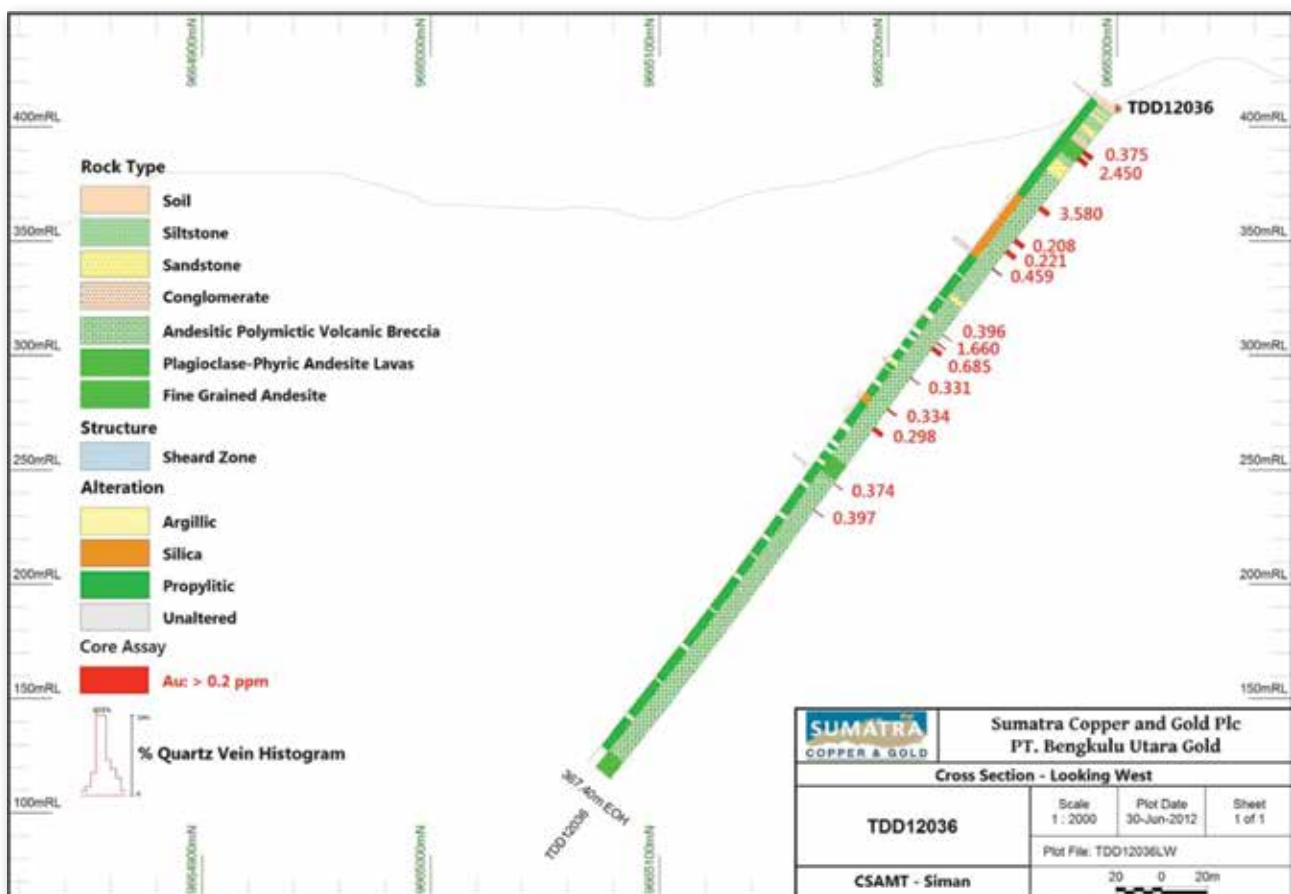 9664900mN
9665000mN
9665100mN
9665200mN
9665300mN
TDD12036
400mRL
400mRL
Rock Type
Soil
Siltstone
Sandstone
Conglomerate
Andesitic Polymictic Volcanic Breccia
Plagioclase-Phyric Andesite Lavas
Fine Grained Andesite
Structure
Sheard Zone
Alteration
Argillic
Silica
Propylitic
Unaltered
Core Assay
Au: > 0.2 ppm
% Quartz Vein Histogram
0.375
2.450
3.580
0.208
0.221
0.459
0.396
1.660
0.685
0.331
0.334
0.298
0.374
0.397
350mRL
350mRL
300mRL
300mRL
250mRL
250mRL
200mRL
200mRL
150mRL
150mRL
100mRL
367.40m EOH
TDD12036
9664900mN
9665000mN
9665100mN
SUMATRA
COPPER & GOLD
Sumatra Copper and Gold Plc
PT. Bengkulu Utara Gold
Cross Section - Looking West
TDD12036
Scale
1 : 2000
Plot Date
30-Jun-2012
Sheet
1 of 1
Plot File: TDD12036LW
CSAMT - Siman
20 0 20m